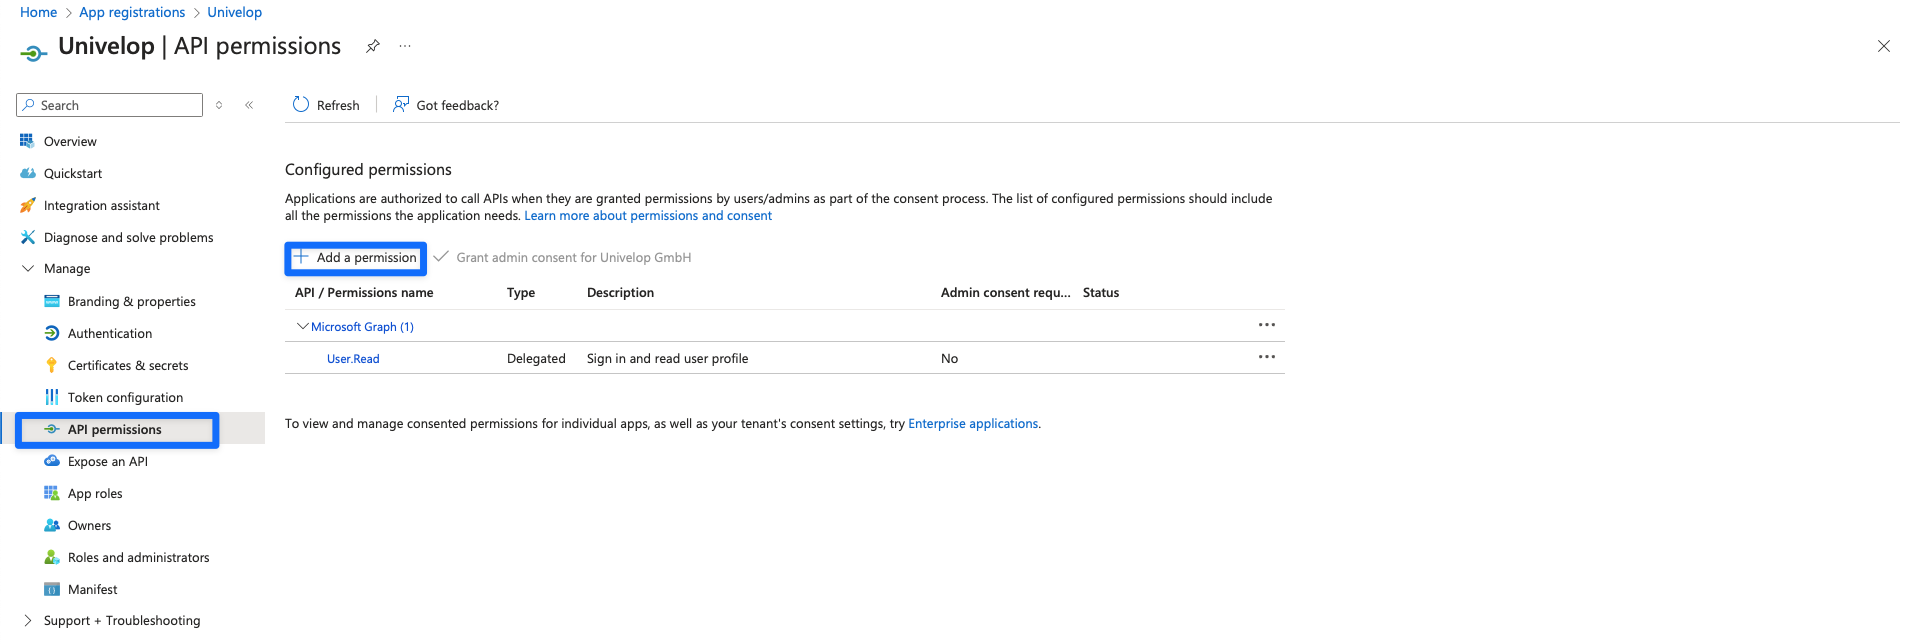 Home > App registrations > Univelop
Univelop | API permissions
Search
Refresh
Got feedback?
Overview
Quickstart
Integration assistant
Diagnose and solve problems
Manage
Branding & properties
Authentication
Certificates & secrets
Token configuration
API permissions
Expose an API
App roles
Owners
Roles and administrators
Manifest
Support + Troubleshooting
Configured permissions
Applications are authorized to call APIs when they are granted permissions by users/admins as part of the consent process. The list of configured permissions should include
all the permissions the application needs. Learn more about permissions and consent
Add a permission
Grant admin consent for Univelop GmbH
API / Permissions name Type Description Admin consent requ... Status
Microsoft Graph (1)
User.Read Delegated Sign in and read user profile No
To view and manage consented permissions for individual apps, as well as your tenant's consent settings, try Enterprise applications.